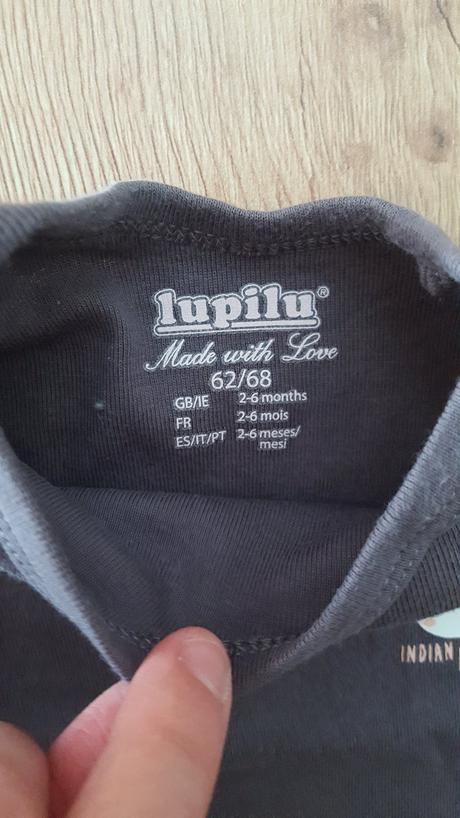 lupilu®
Made with Love
62/68
GB/IE 2-6 months
FR 2-6 mois
ES/IT/PT 2-6 meses/
mesi
INDIAN